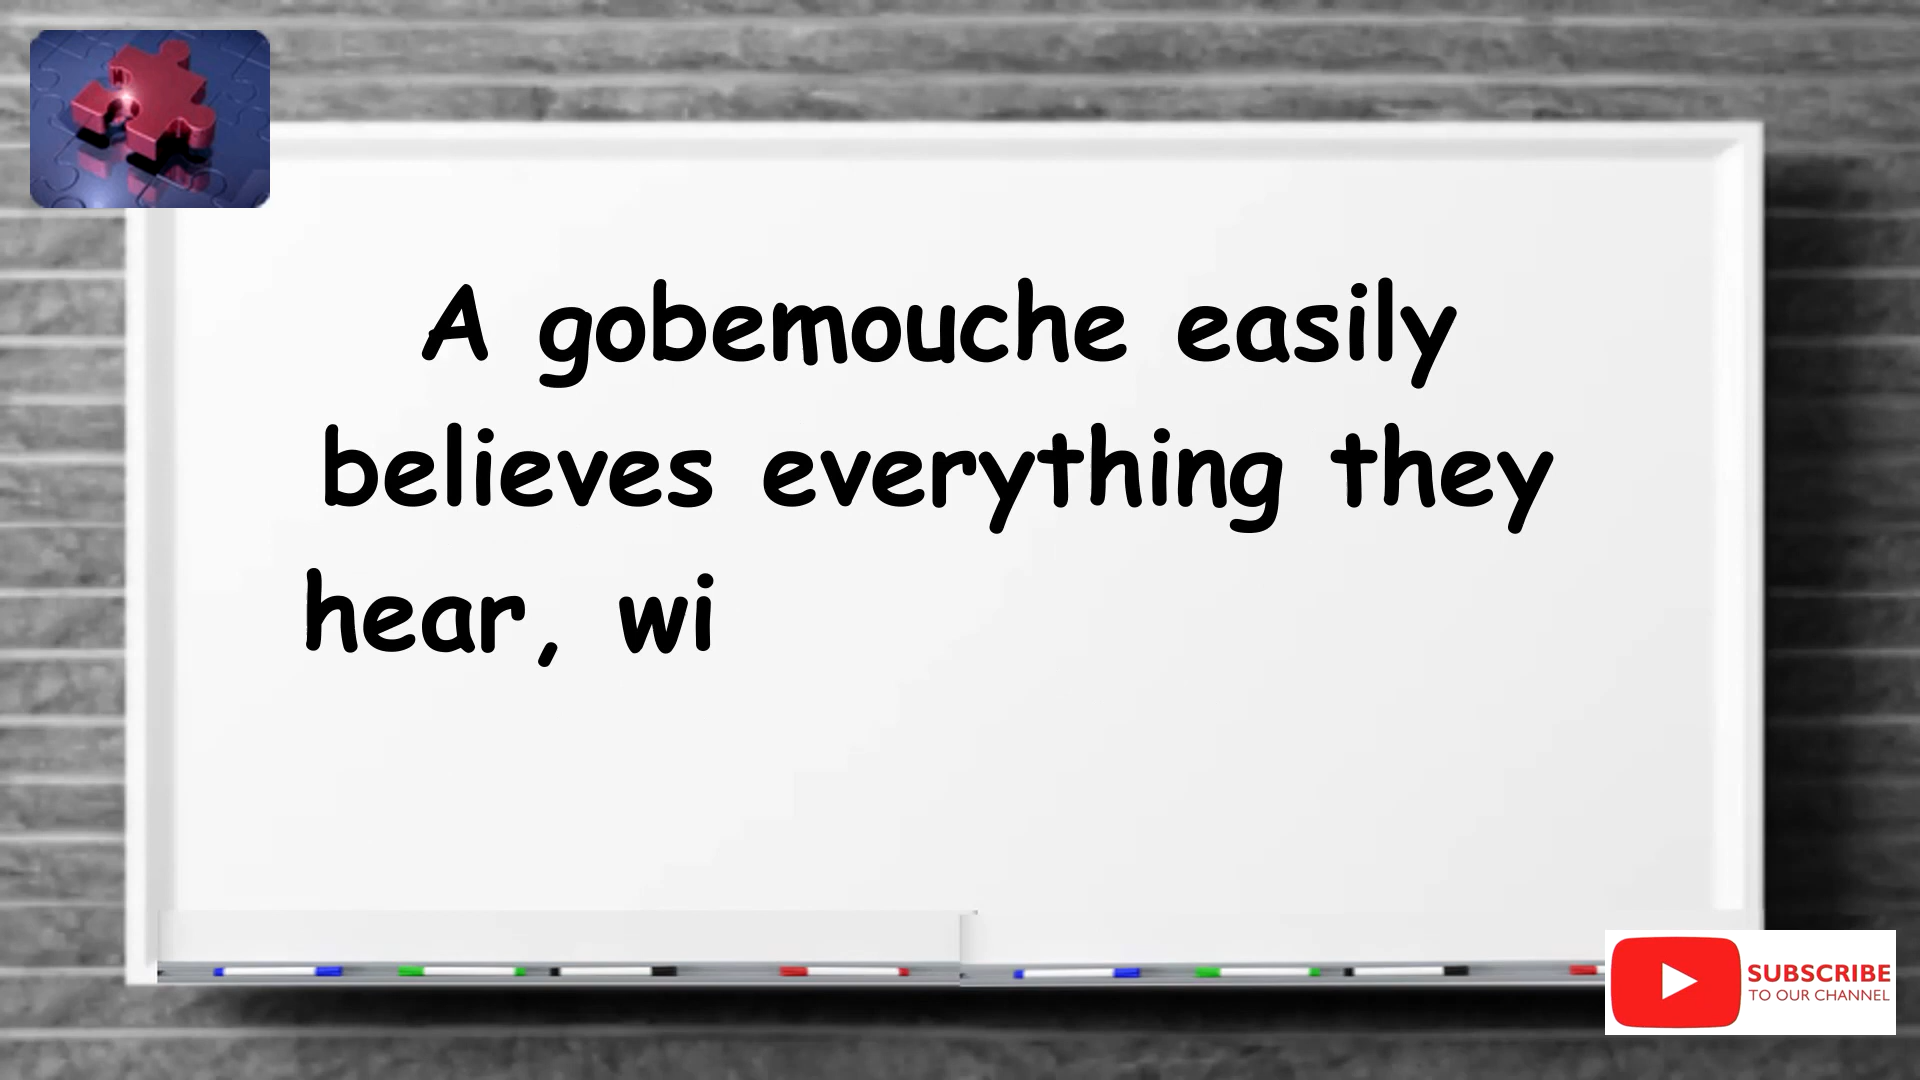 A gobemouche easily
believes everything they
hear, wi
SUBSCRIBE
TO OUR CHANNEL